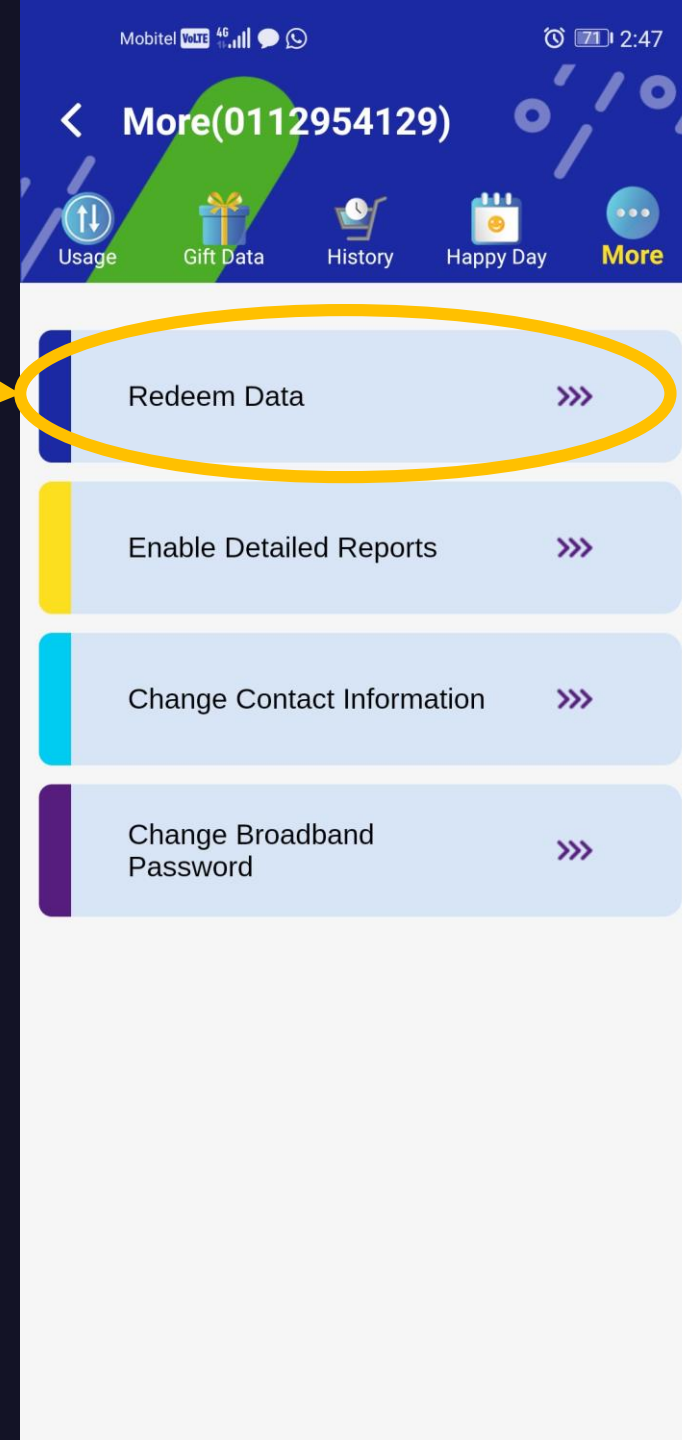 Mobitel VoLTE 4G 71 2:47
More(0112954129)
Usage Gift Data History Happy Day More
Redeem Data
Enable Detailed Reports
Change Contact Information
Change Broadband
Password